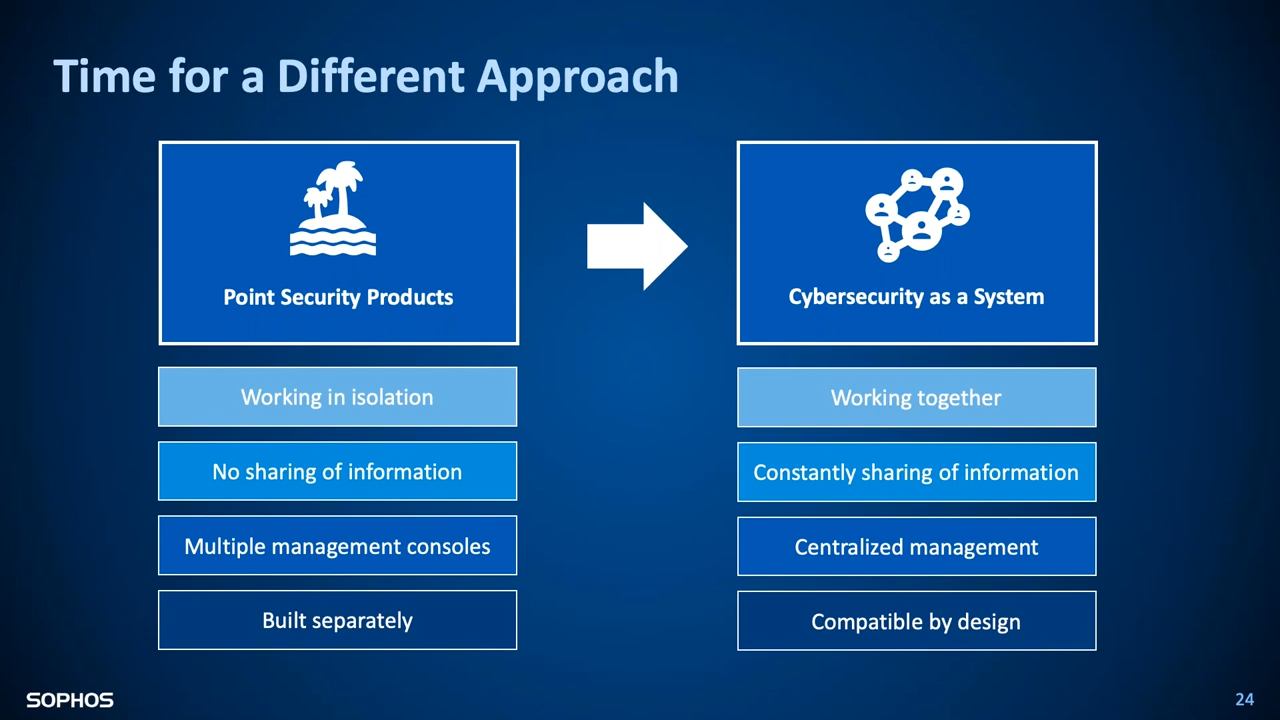 Time for a Different Approach
Point Security Products
Working in isolation
No sharing of information
Multiple management consoles
Built separately
Cybersecurity as a System
Working together
Constantly sharing of information
Centralized management
Compatible by design
SOPHOS
24